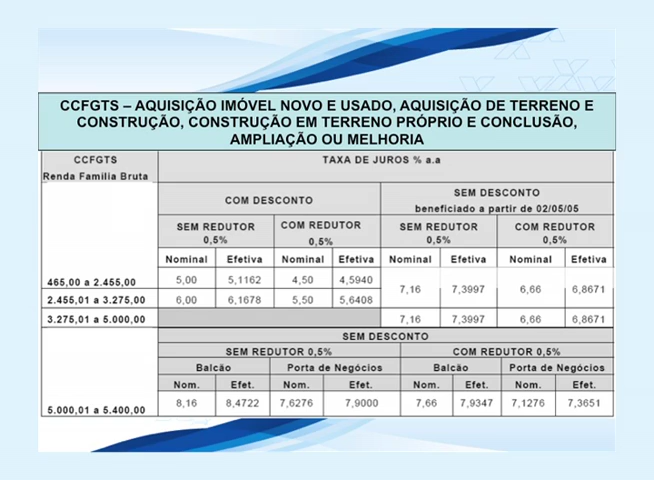 CCFGTS – AQUISIÇÃO IMÓVEL NOVO E USADO, AQUISIÇÃO DE TERRENO E
CONSTRUÇÃO, CONSTRUÇÃO EM TERRENO PRÓPRIO E CONCLUSÃO,
AMPLIAÇÃO OU MELHORIA
CCFGTS TAXA DE JUROS % a.a
Renda Familia Bruta
COM DESCONTO SEM DESCONTO
beneficiado a partir de 02/05/05
SEM REDUTOR COM REDUTOR SEM REDUTOR COM REDUTOR
0,5% 0,5% 0,5% 0,5%
Nominal Efetiva Nominal Efetiva Nominal Efetiva Nominal Efetiva
465,00 a 2.455,00 5,00 5,1162 4,50 4,5940 7,16 7,3997 6,66 6,8671
2.455,01 a 3.275,00 6,00 6,1678 5,50 5,6408
3.275,01 a 5.000,00 7,16 7,3997 6,66 6,8671
SEM DESCONTO
SEM REDUTOR 0,5% COM REDUTOR 0,5%
Balcão Porta de Negócios Balcão Porta de Negócios
Nom. Efet. Nom. Efet. Nom. Efet. Nom. Efet.
5.000,01 a 5.400,00 8,16 8,4722 7,6276 7,9000 7,66 7,9347 7,1276 7,3651